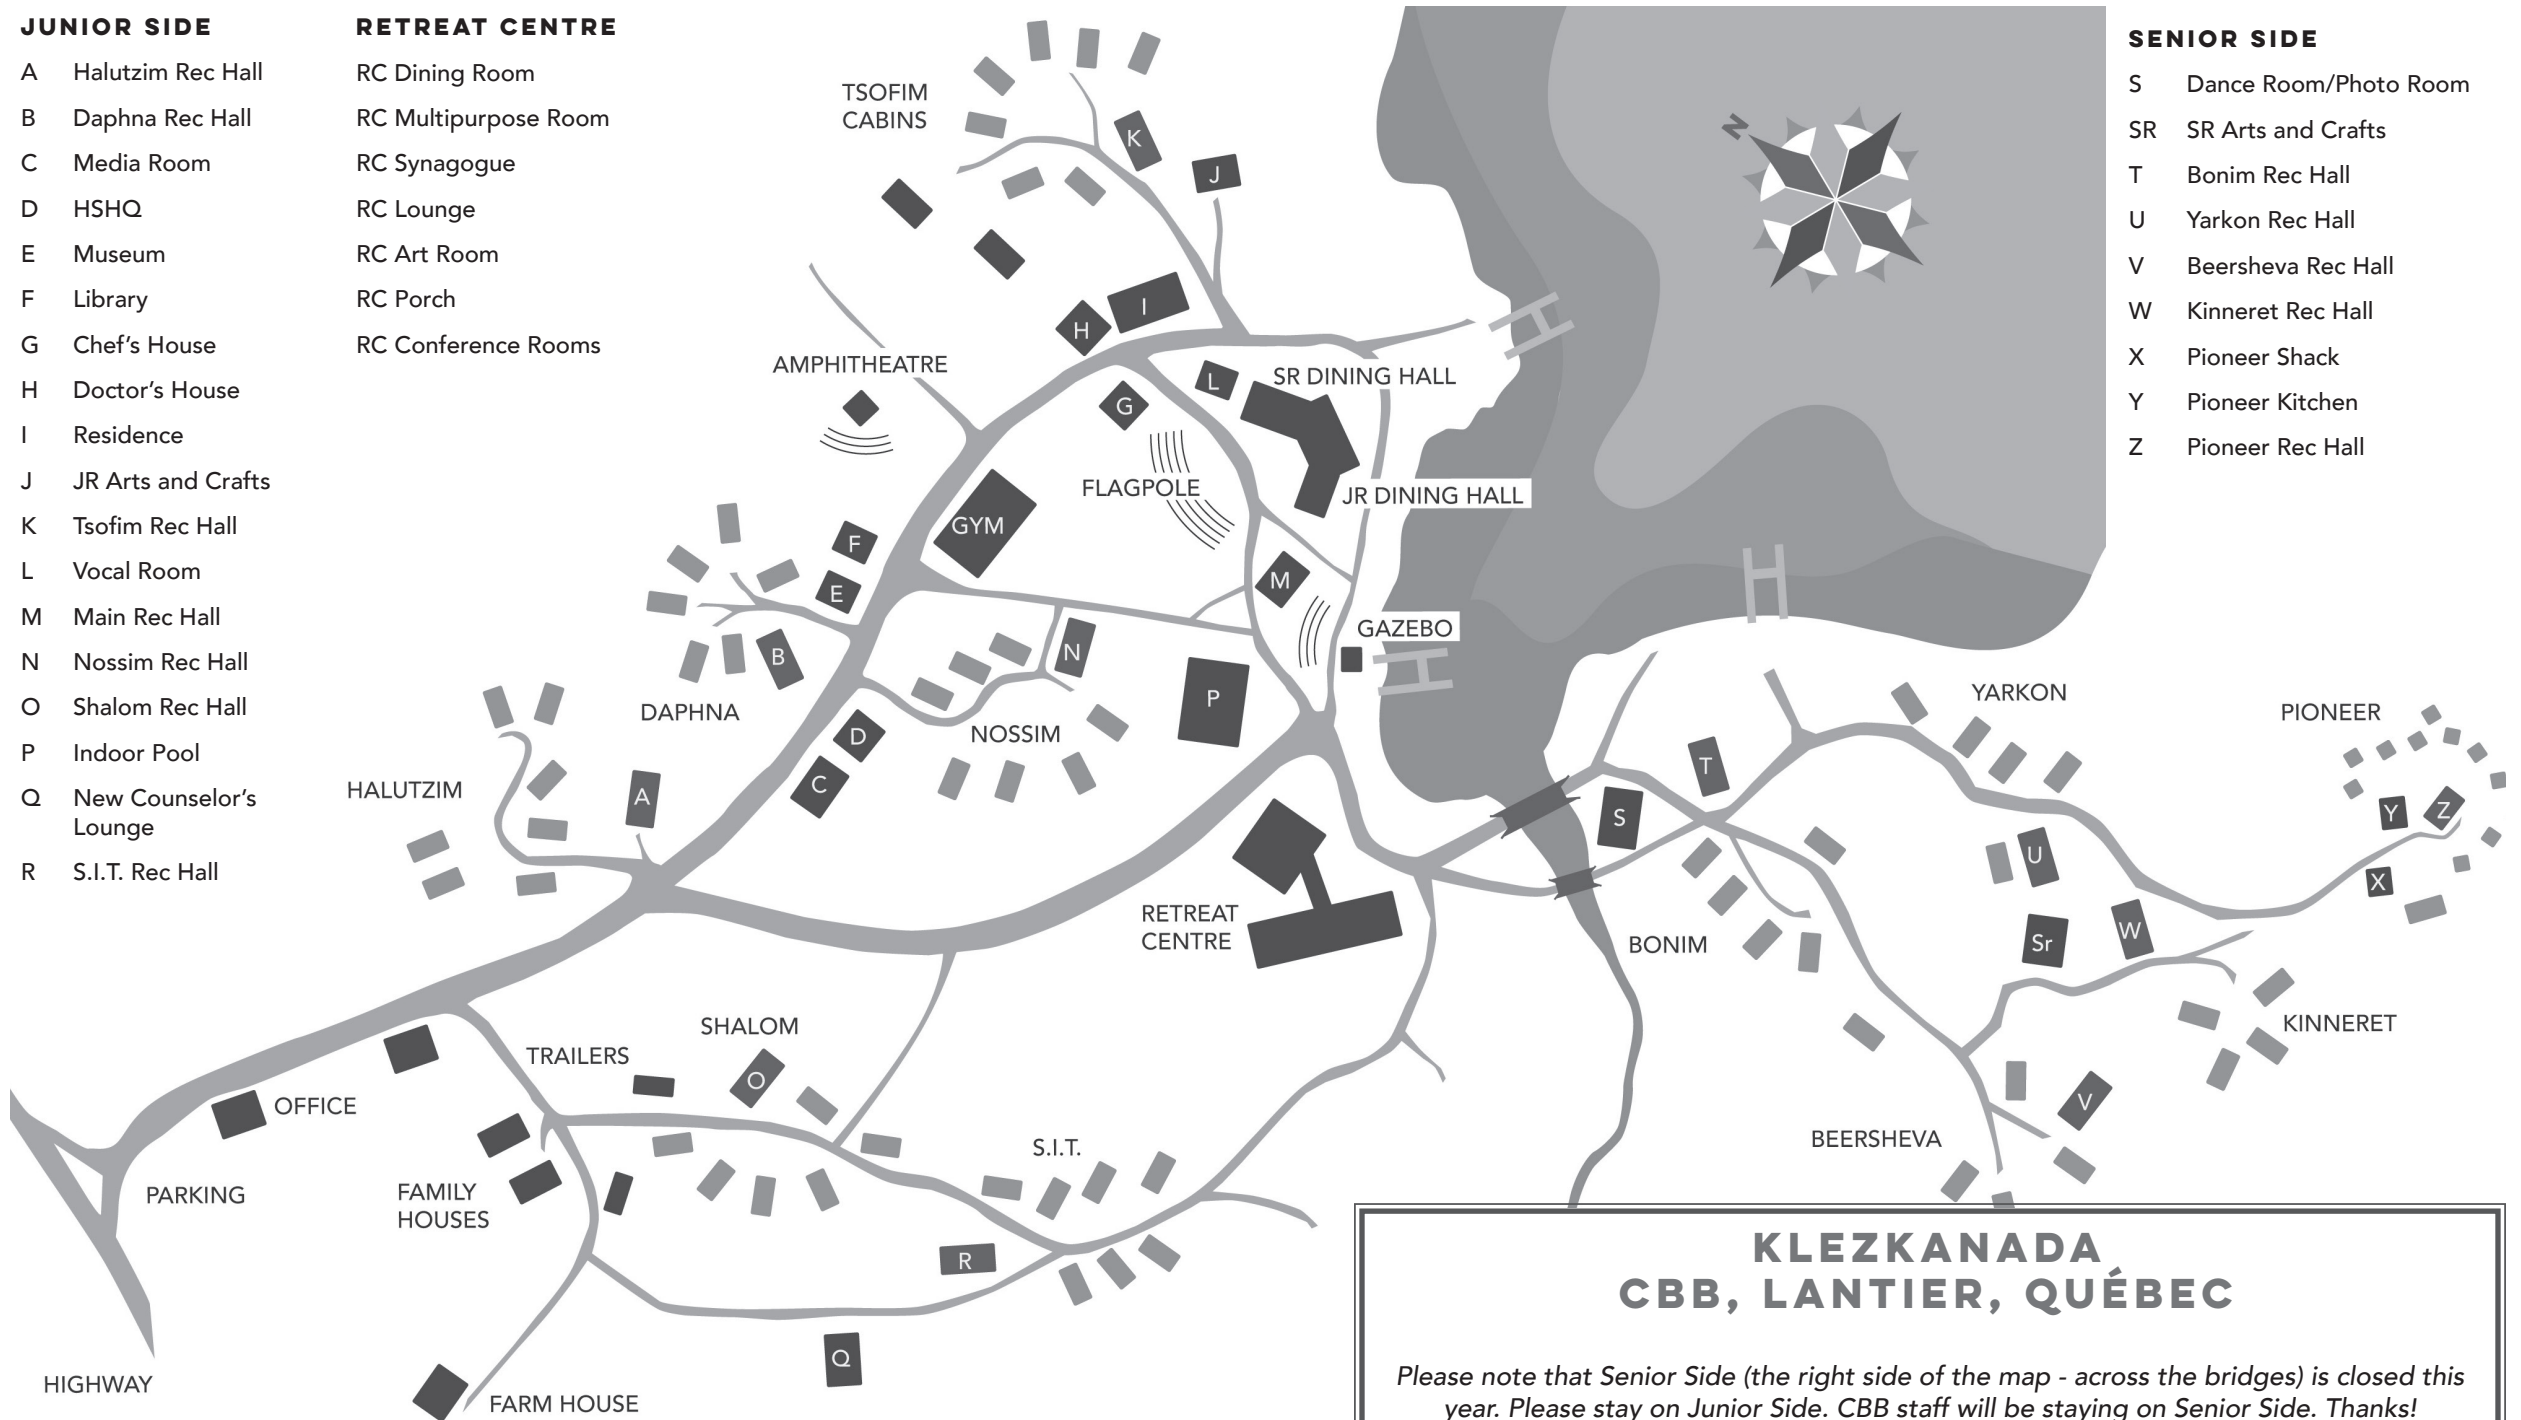 JUNIOR SIDE
A Halutzim Rec Hall
B Daphna Rec Hall
C Media Room
D HSHQ
E Museum
F Library
G Chef's House
H Doctor's House
I Residence
J JR Arts and Crafts
K Tsofim Rec Hall
L Vocal Room
M Main Rec Hall
N Nossim Rec Hall
O Shalom Rec Hall
P Indoor Pool
Q New Counselor's
Lounge
R S.I.T. Rec Hall
RETREAT CENTRE
RC Dining Room
RC Multipurpose Room
RC Synagogue
RC Lounge
RC Art Room
RC Porch
RC Conference Rooms
SENIOR SIDE
S Dance Room/Photo Room
SR SR Arts and Crafts
T Bonim Rec Hall
U Yarkon Rec Hall
V Beersheva Rec Hall
W Kinneret Rec Hall
X Pioneer Shack
Y Pioneer Kitchen
Z Pioneer Rec Hall
TSOFIM
CABINS
K
J
N
I
H
AMPHITHEATRE
L
SR DINING HALL
G
FLAGPOLE
JR DINING HALL
GYM
F
E
M
GAZEBO
B
N
DAPHNA
P
D
NOSSIM
C
HALUTZIM
A
YARKON
PIONEER
T
S
Y
Z
U
X
RETREAT
CENTRE
BONIM
Sr
W
KINNERET
SHALOM
TRAILERS
O
OFFICE
V
BEERSHEVA
S.I.T.
PARKING
FAMILY
HOUSES
R
Q
HIGHWAY
FARM HOUSE
KLEZKANADA
CBB, LANTIER, QUÉBEC
Please note that Senior Side (the right side of the map - across the bridges) is closed this
year. Please stay on Junior Side. CBB staff will be staying on Senior Side. Thanks!